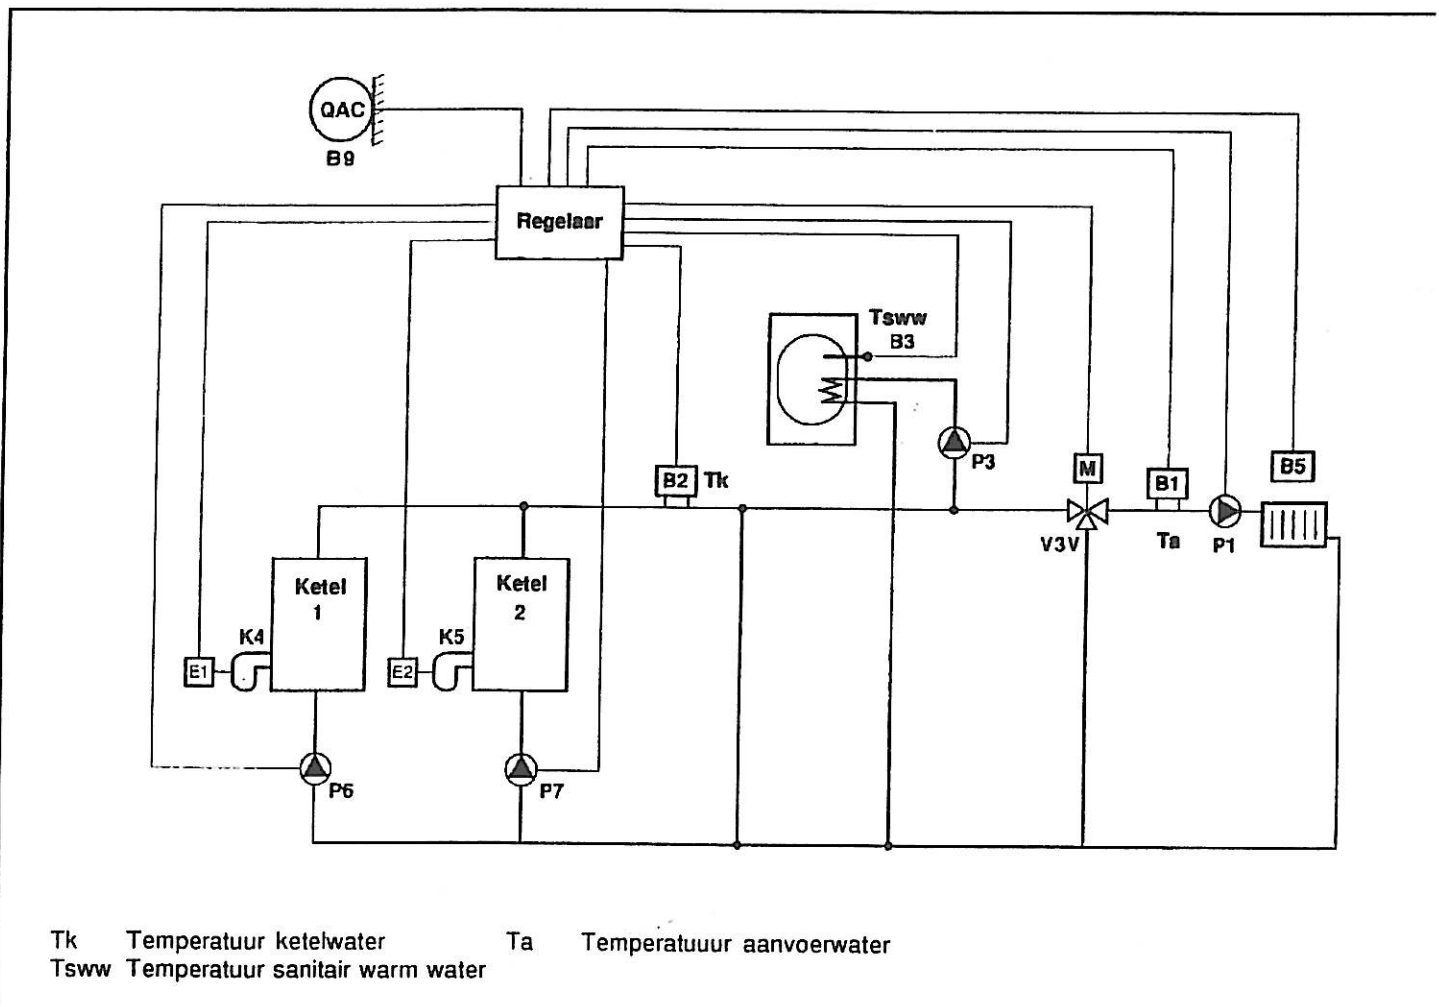 QAC
B9
Regelaar
Tsww
B3
P3
B2 Tk
M
B1
B5
V3V
Ta
P1
Ketel
1
Ketel
2
K4
K5
E1
E2
P6
P7
Tk Temperatuur ketelwater
Ta Temperatuuur aanvoerwater
Tsww Temperatuur sanitair warm water